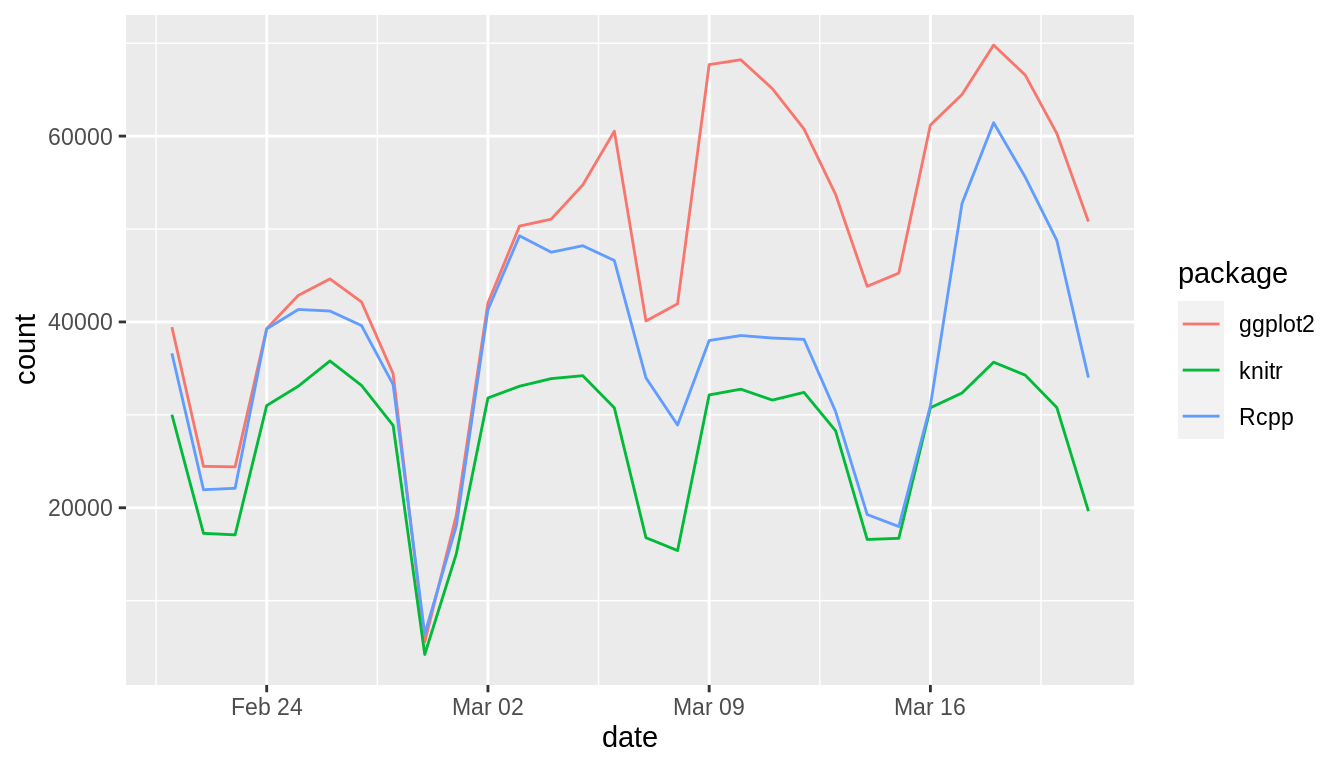 count
60000
40000
20000
Feb 24
Mar 02
Mar 09
Mar 16
date
package
ggplot2
knitr
Rcpp